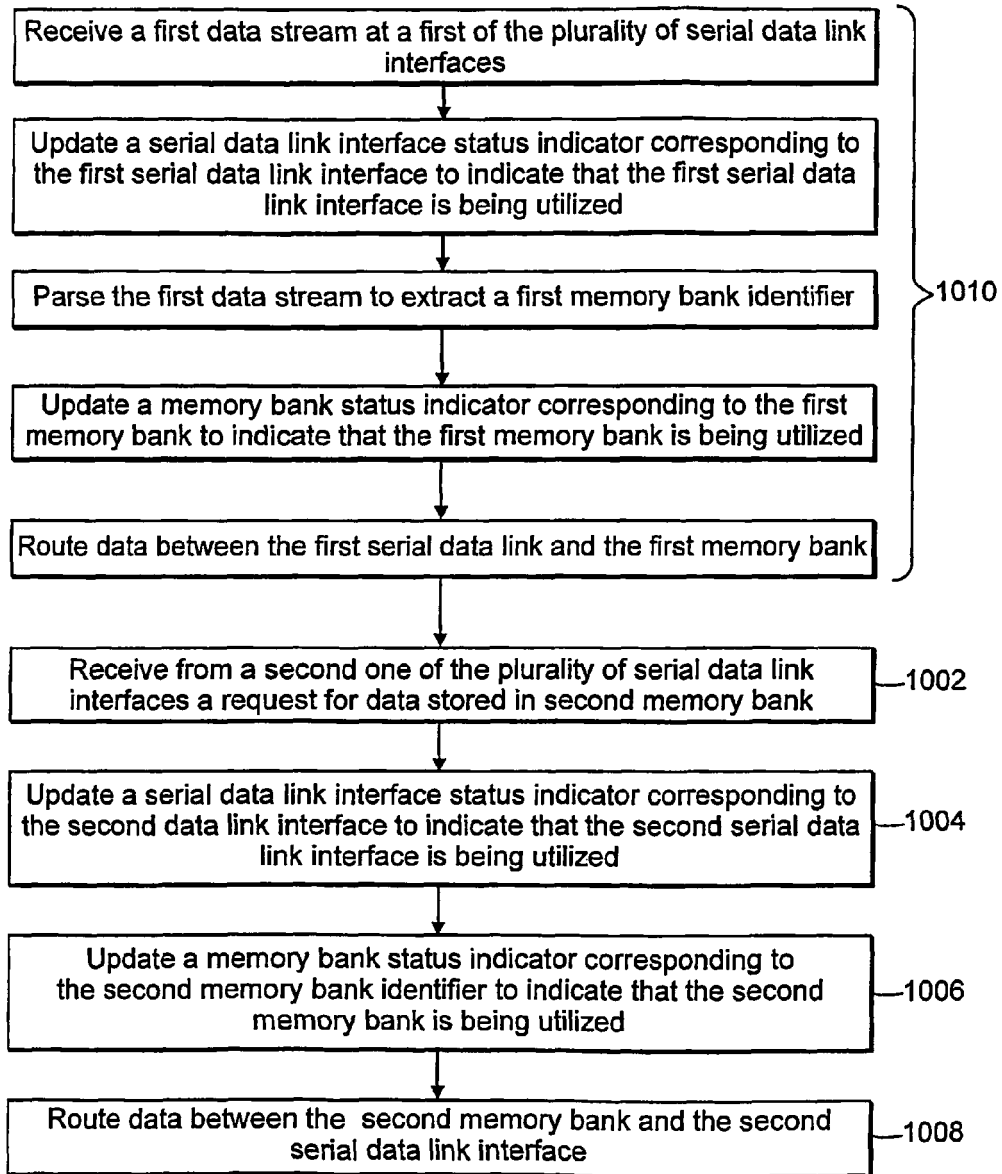 Receive a first data stream at a first of the plurality of serial data link
interfaces
Update a serial data link interface status indicator corresponding to
the first serial data link interface to indicate that the first serial data
link interface is being utilized
Parse the first data stream to extract a first memory bank identifier
1010
Update a memory bank status indicator corresponding to the first
memory bank to indicate that the first memory bank is being utilized
Route data between the first serial data link and the first memory bank
Receive from a second one of the plurality of serial data link
interfaces a request for data stored in second memory bank
1002
Update a serial data link interface status indicator corresponding to
the second data link interface to indicate that the second serial data
link interface is being utilized
1004
Update a memory bank status indicator corresponding to
the second memory bank identifier to indicate that the second
memory bank is being utilized
1006
Route data between the second memory bank and the second
serial data link interface
1008